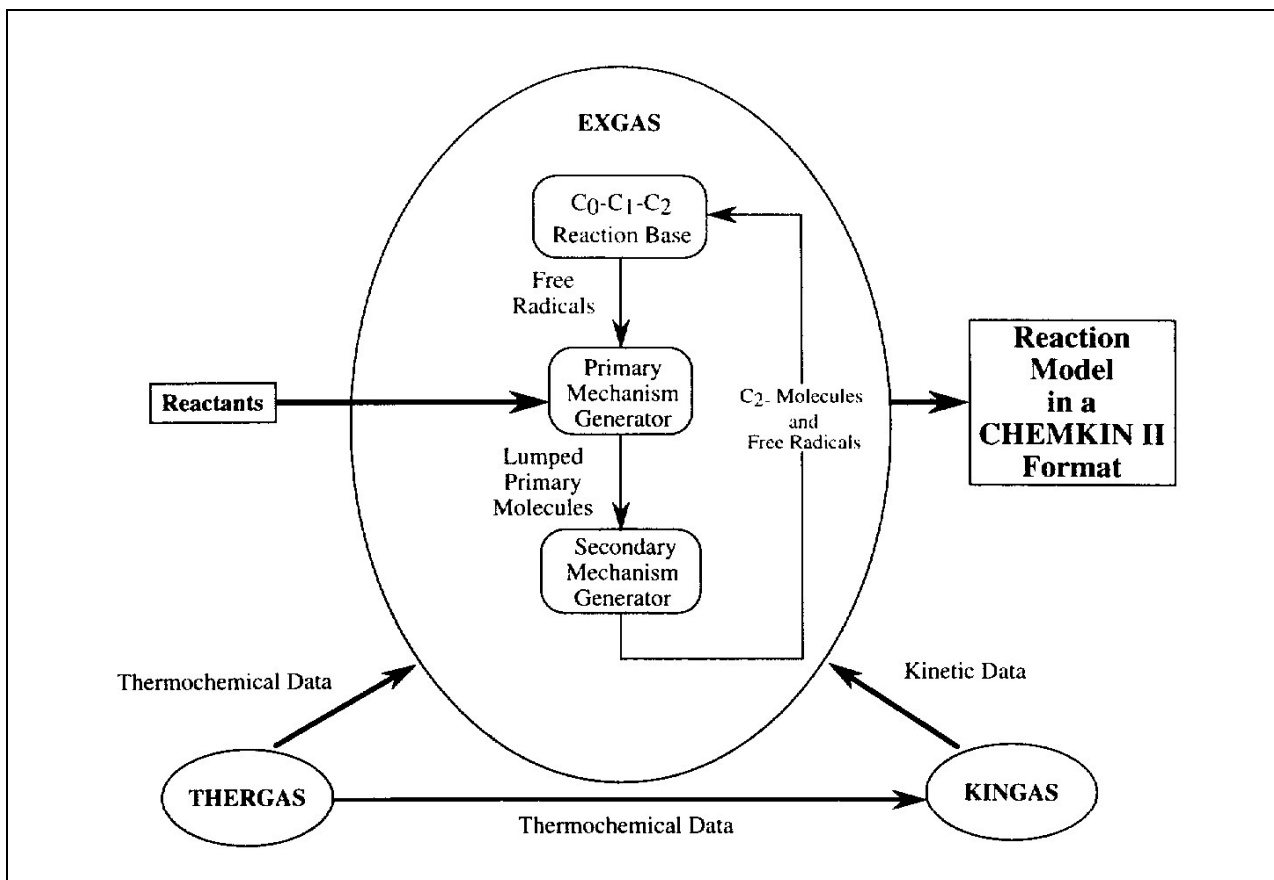 EXGAS
C0-C1-C2
Reaction Base
Free
Radicals
Primary
Mechanism
Generator
Reactants
C2- Molecules
and
Free Radicals
Reaction
Model
in a
CHEMKIN II
Format
Lumped
Primary
Molecules
Secondary
Mechanism
Generator
Thermochemical Data
Kinetic Data
THERGAS
KINGAS
Thermochemical Data